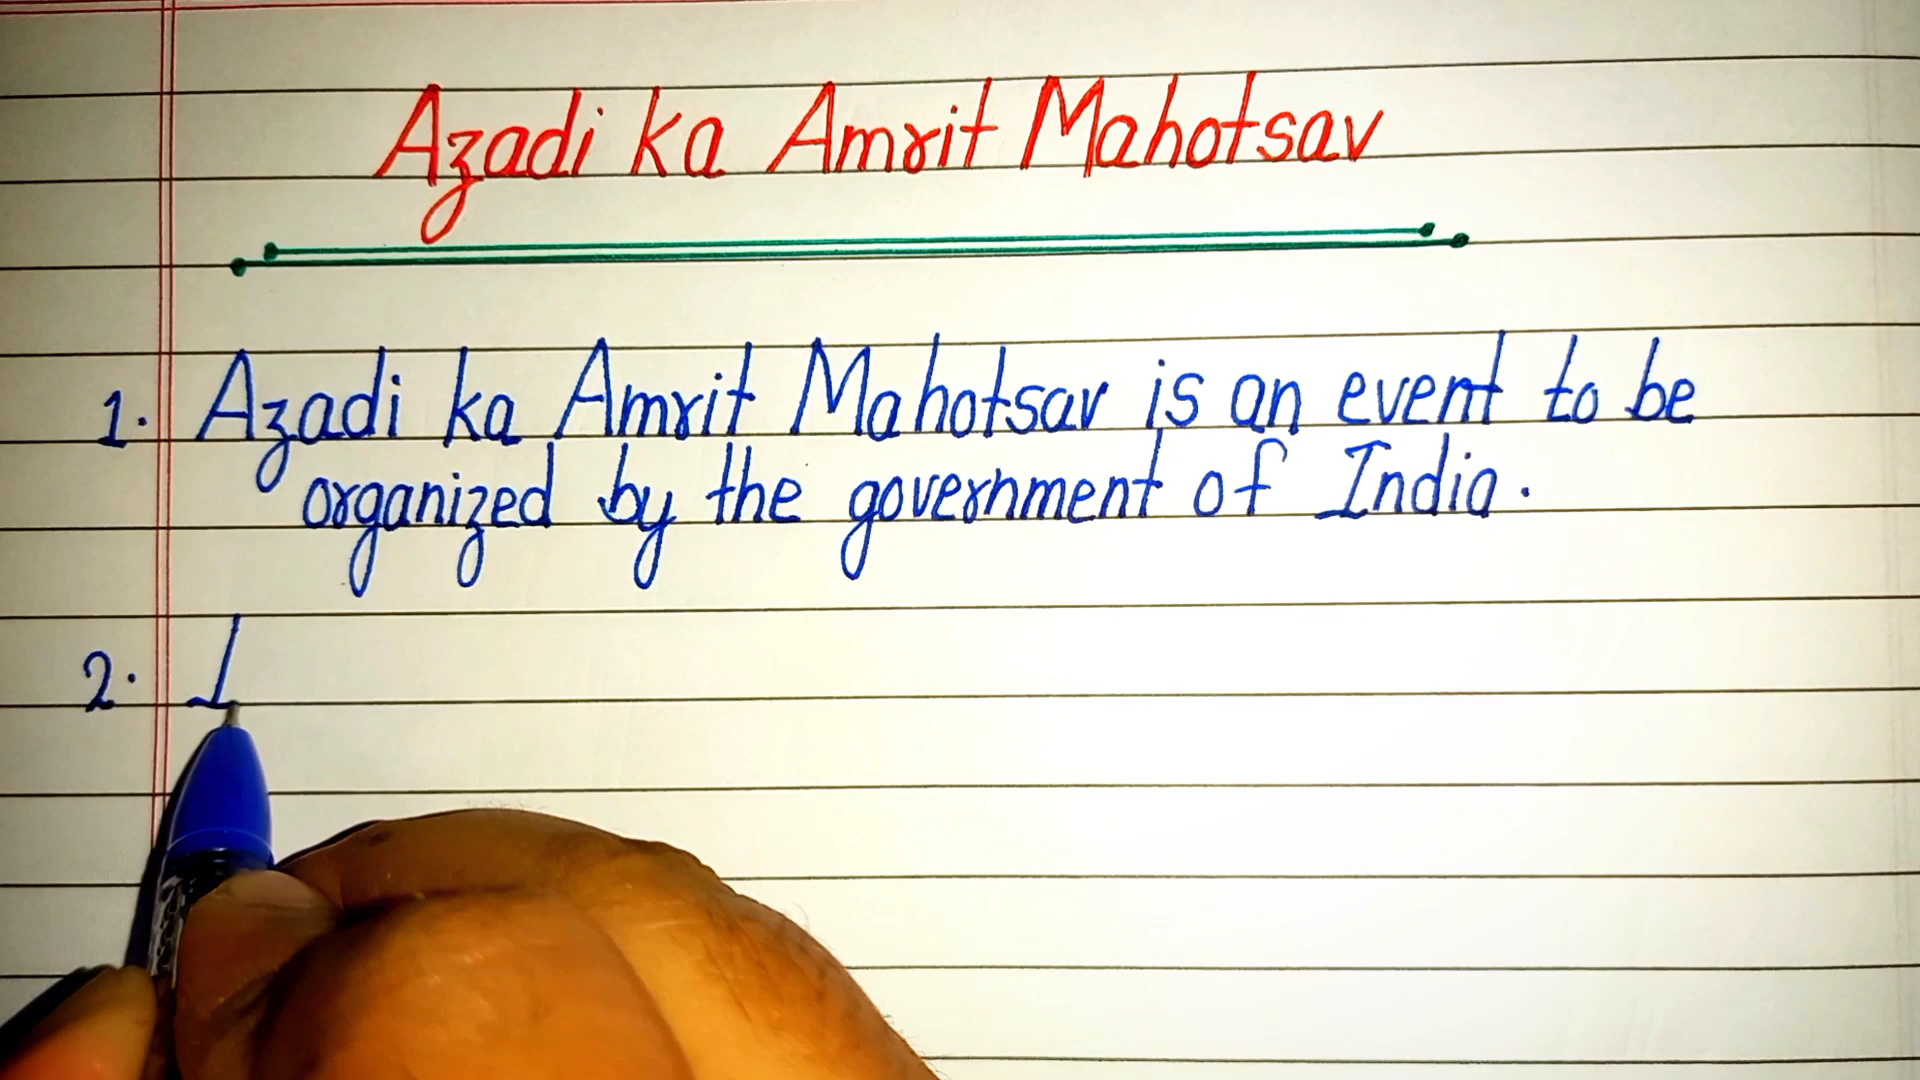 Azadi ka Amrit Mahotsav
1. Azadi ka Amrit Mahotsav is an event to be
organized by the government of India.
2. I